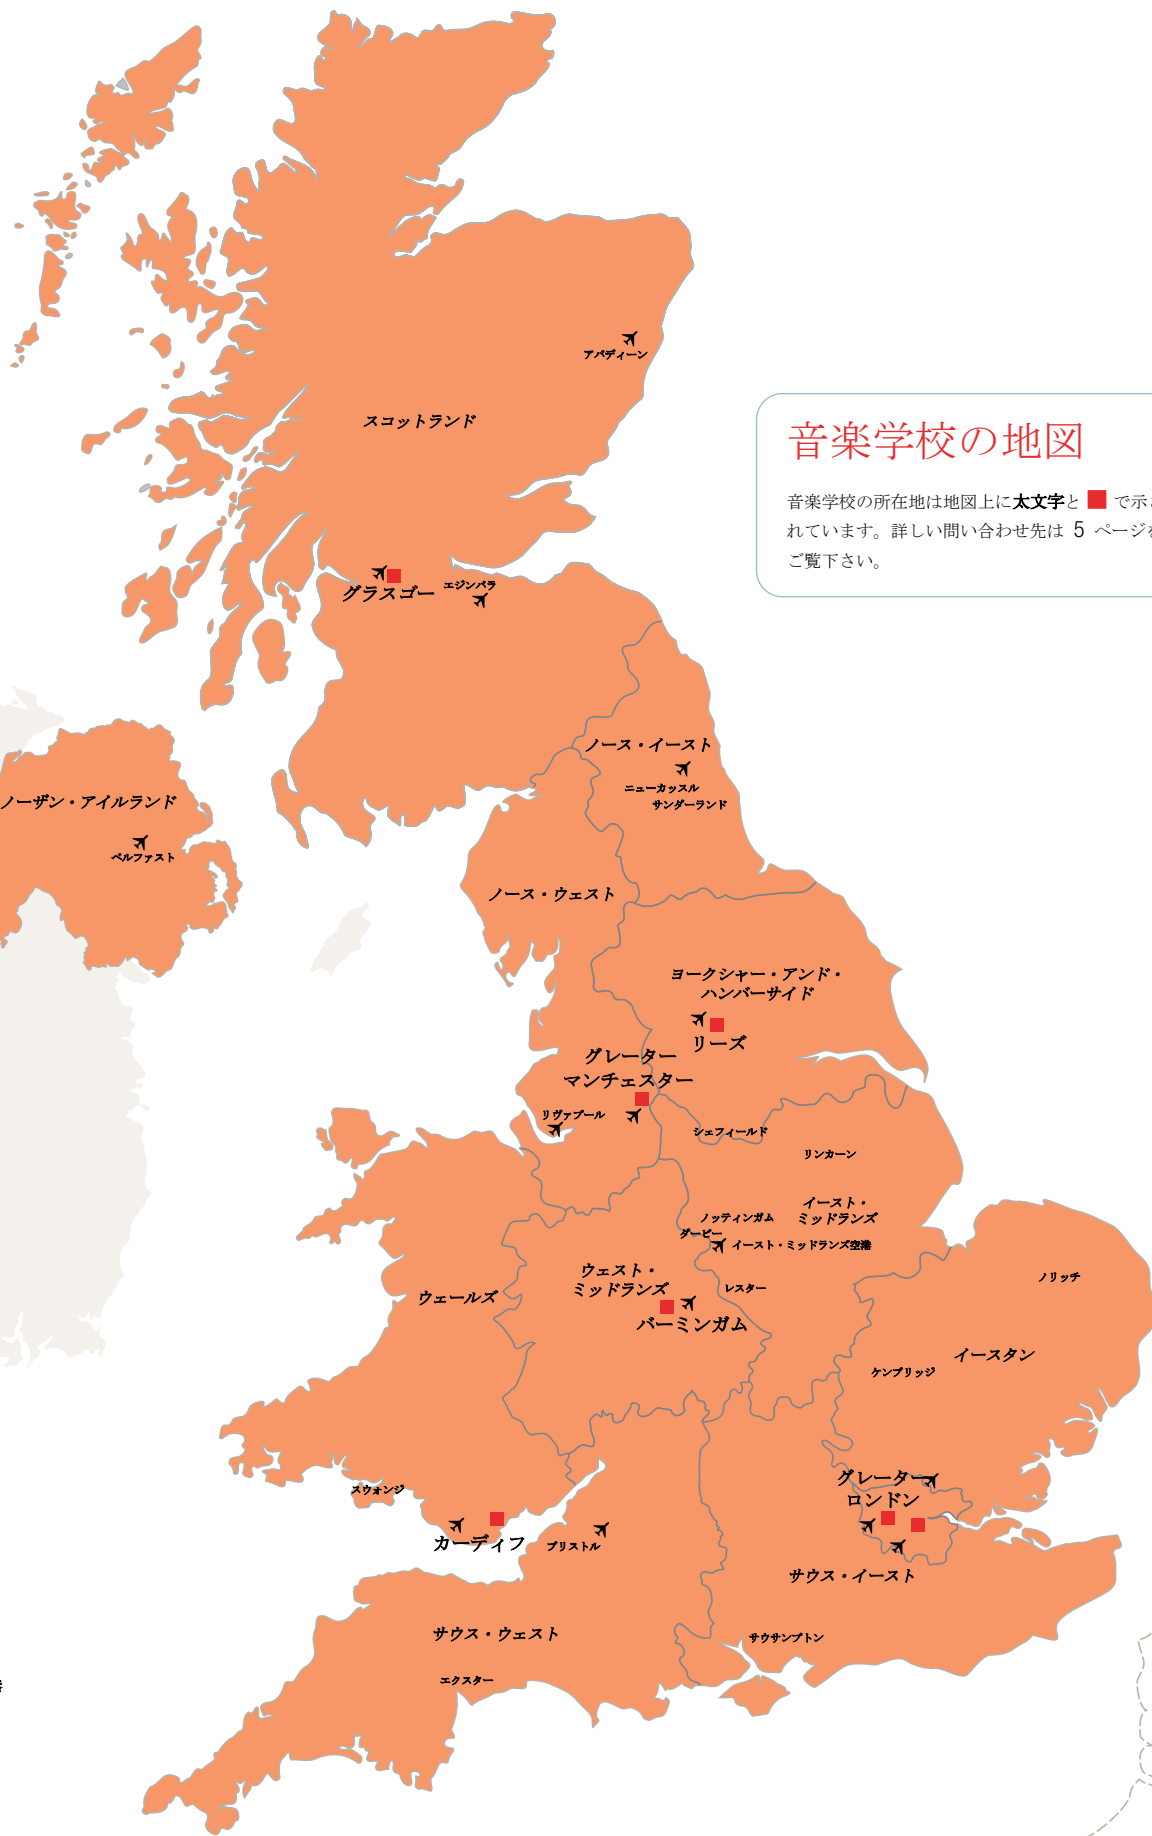 アバディーン
スコットランド
音楽学校の地図
音楽学校の所在地は地図上に太文字と で示さ
れています。詳しい問い合わせ先は 5 ページを
ご覧下さい。
グラスゴー
エジンバラ
ノース・イースト
ニューカッスル
サンダーランド
ノーザン・アイルランド
ベルファスト
ノース・ウェスト
ヨークシャー・アンド・
ハンバーサイド
リーズ
グレーター
マンチェスター
リヴァプール
シェフィールド
リンカーン
イースト・
ミッドランズ
ノッティンガム
ダービー
イースト・ミッドランズ空港
ウェスト・
ミッドランズ
レスター
ノリッチ
ウェールズ
バーミンガム
イースタン
ケンブリッジ
グレーター
ロンドン
スウォンジ
カーディフ
ブリストル
サウス・イースト
サウス・ウェスト
サウサンプトン
エクスター